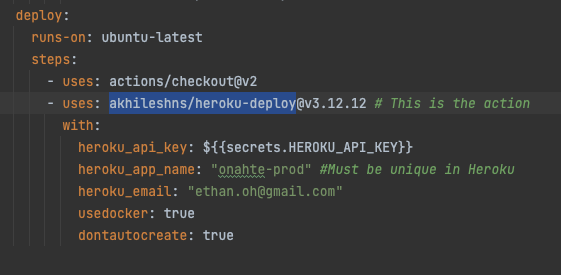 deploy:
runs-on: ubuntu-latest
steps:
- uses: actions/checkout@v2
- uses: akhileshns/heroku-deploy@v3.12.12 # This is the action
with:
heroku_api_key: ${{secrets.HEROKU_API_KEY}}
heroku_app_name: "onahte-prod" #Must be unique in Heroku
heroku_email: "ethan.oh@gmail.com"
usedocker: true
dontautocreate: true